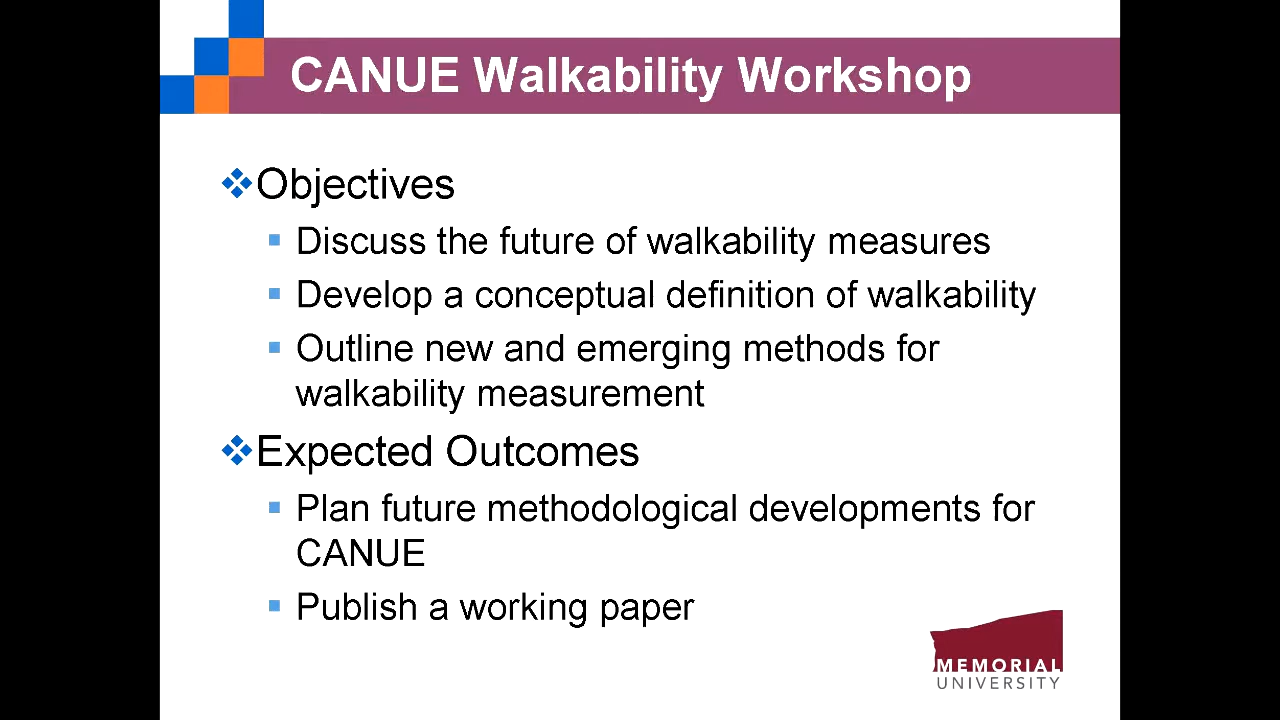 CANUE Walkability Workshop
Objectives
Discuss the future of walkability measures
Develop a conceptual definition of walkability
Outline new and emerging methods for
walkability measurement
Expected Outcomes
Plan future methodological developments for
CANUE
Publish a working paper
MEMORIAL
UNIVERSITY